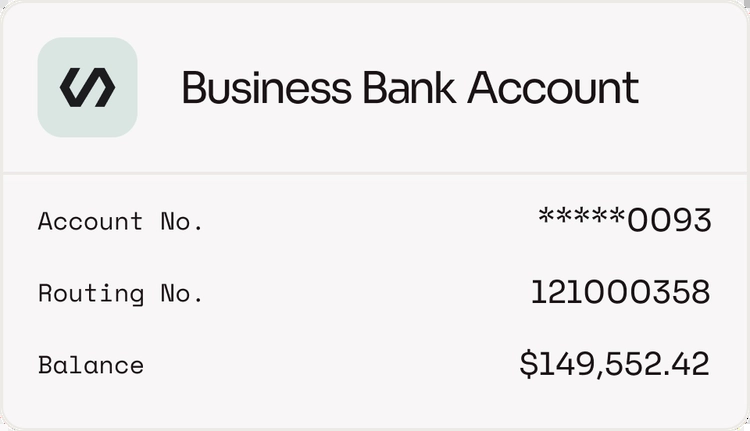 Business Bank Account
Account No. *****0093
Routing No. 121000358
Balance $149,552.42